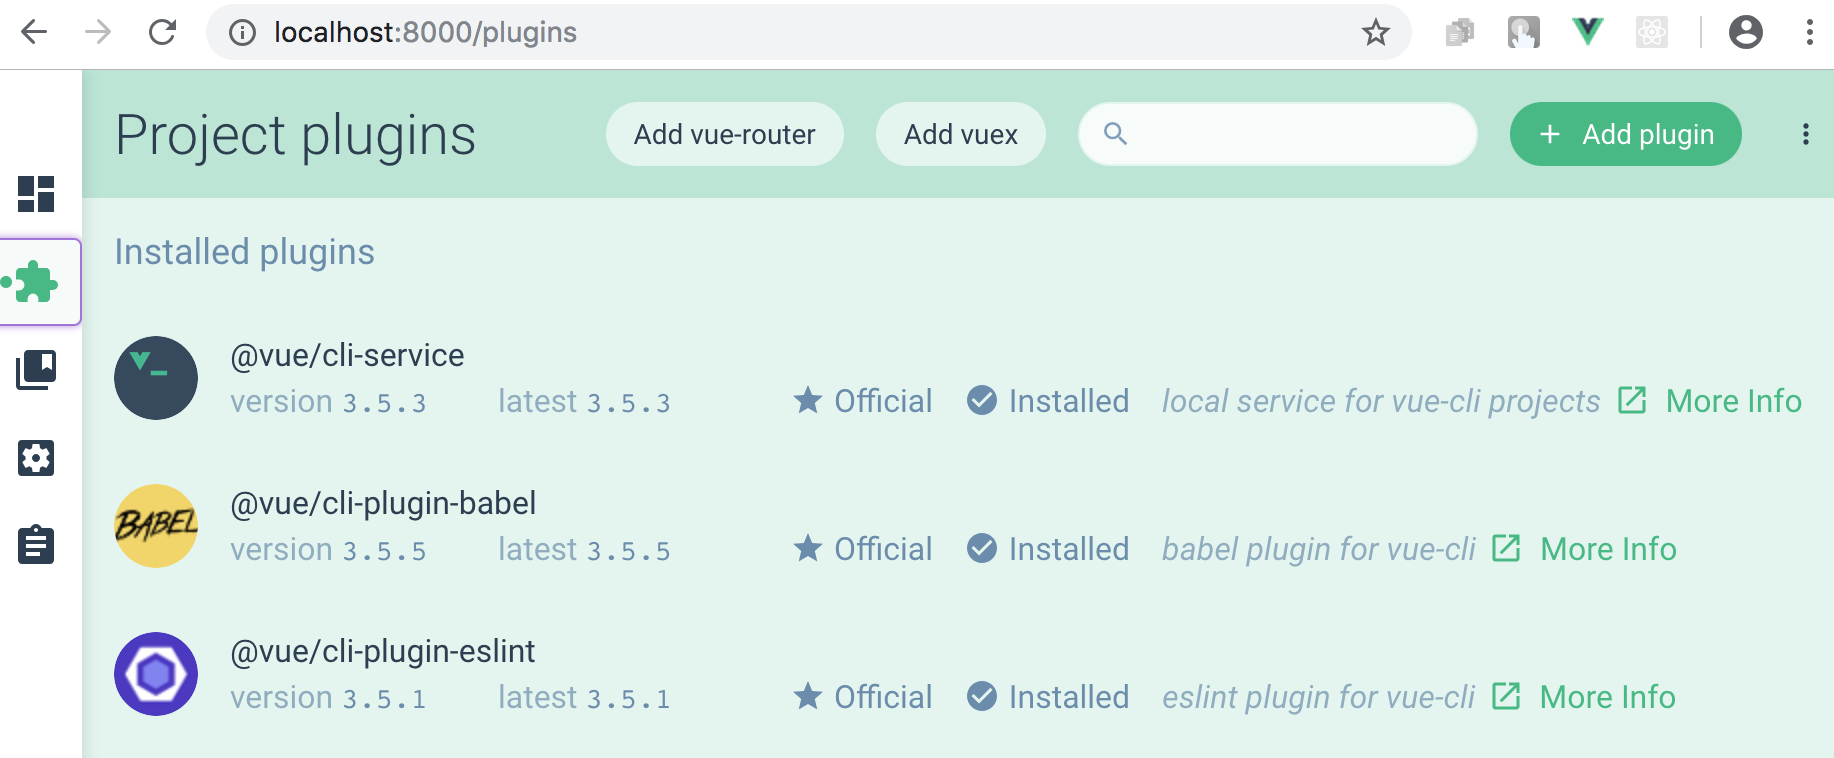 localhost:8000/plugins
Project plugins Add vue-router Add vuex + Add plugin
Installed plugins
@vue/cli-service
version 3.5.3 latest 3.5.3 Official Installed local service for vue-cli projects More Info
BABEL
@vue/cli-plugin-babel
version 3.5.5 latest 3.5.5 Official Installed babel plugin for vue-cli More Info
@vue/cli-plugin-eslint
version 3.5.1 latest 3.5.1 Official Installed eslint plugin for vue-cli More Info